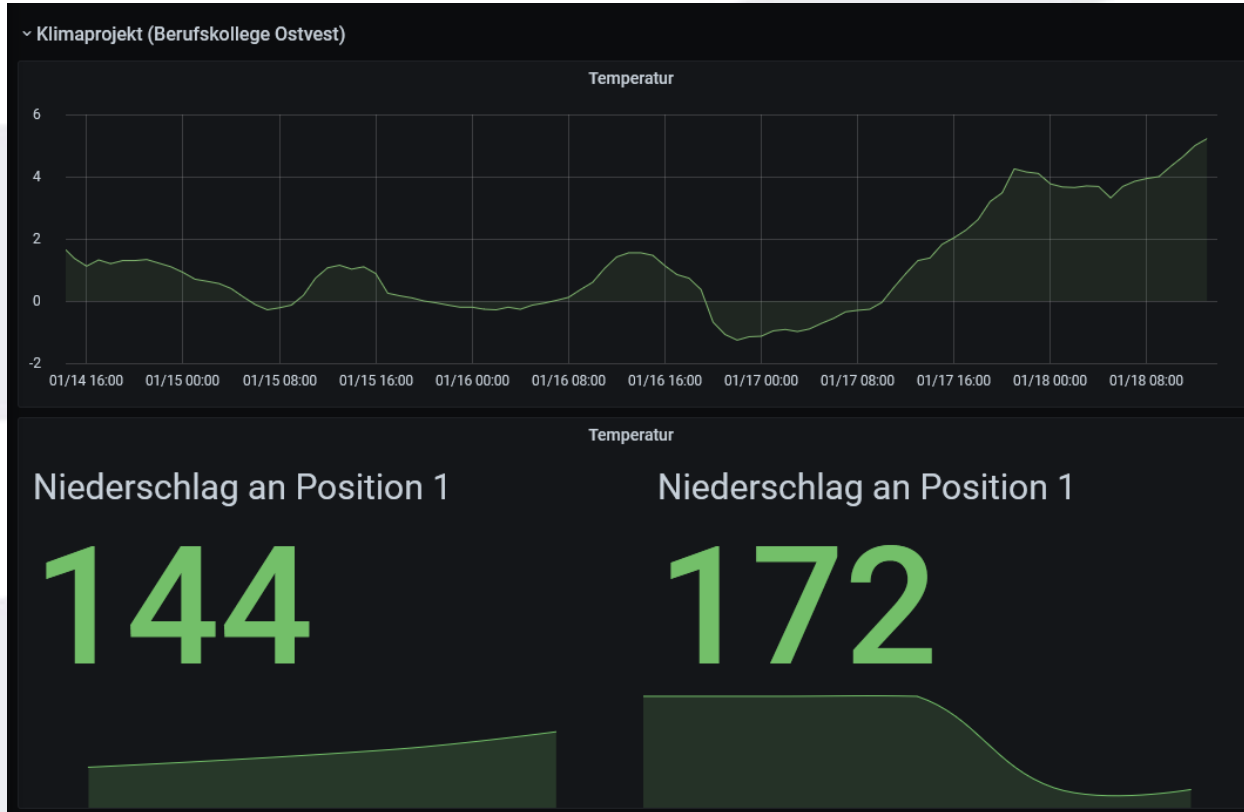 Klimaprojekt (Berufskollege Ostvest)
Temperatur
6
4
2
0
-2
01/14 16:00 01/15 00:00 01/15 08:00 01/15 16:00 01/16 00:00 01/16 08:00 01/16 16:00 01/17 00:00 01/17 08:00 01/17 16:00 01/18 00:00 01/18 08:00
Temperatur
Niederschlag an Position 1 Niederschlag an Position 1
144 172